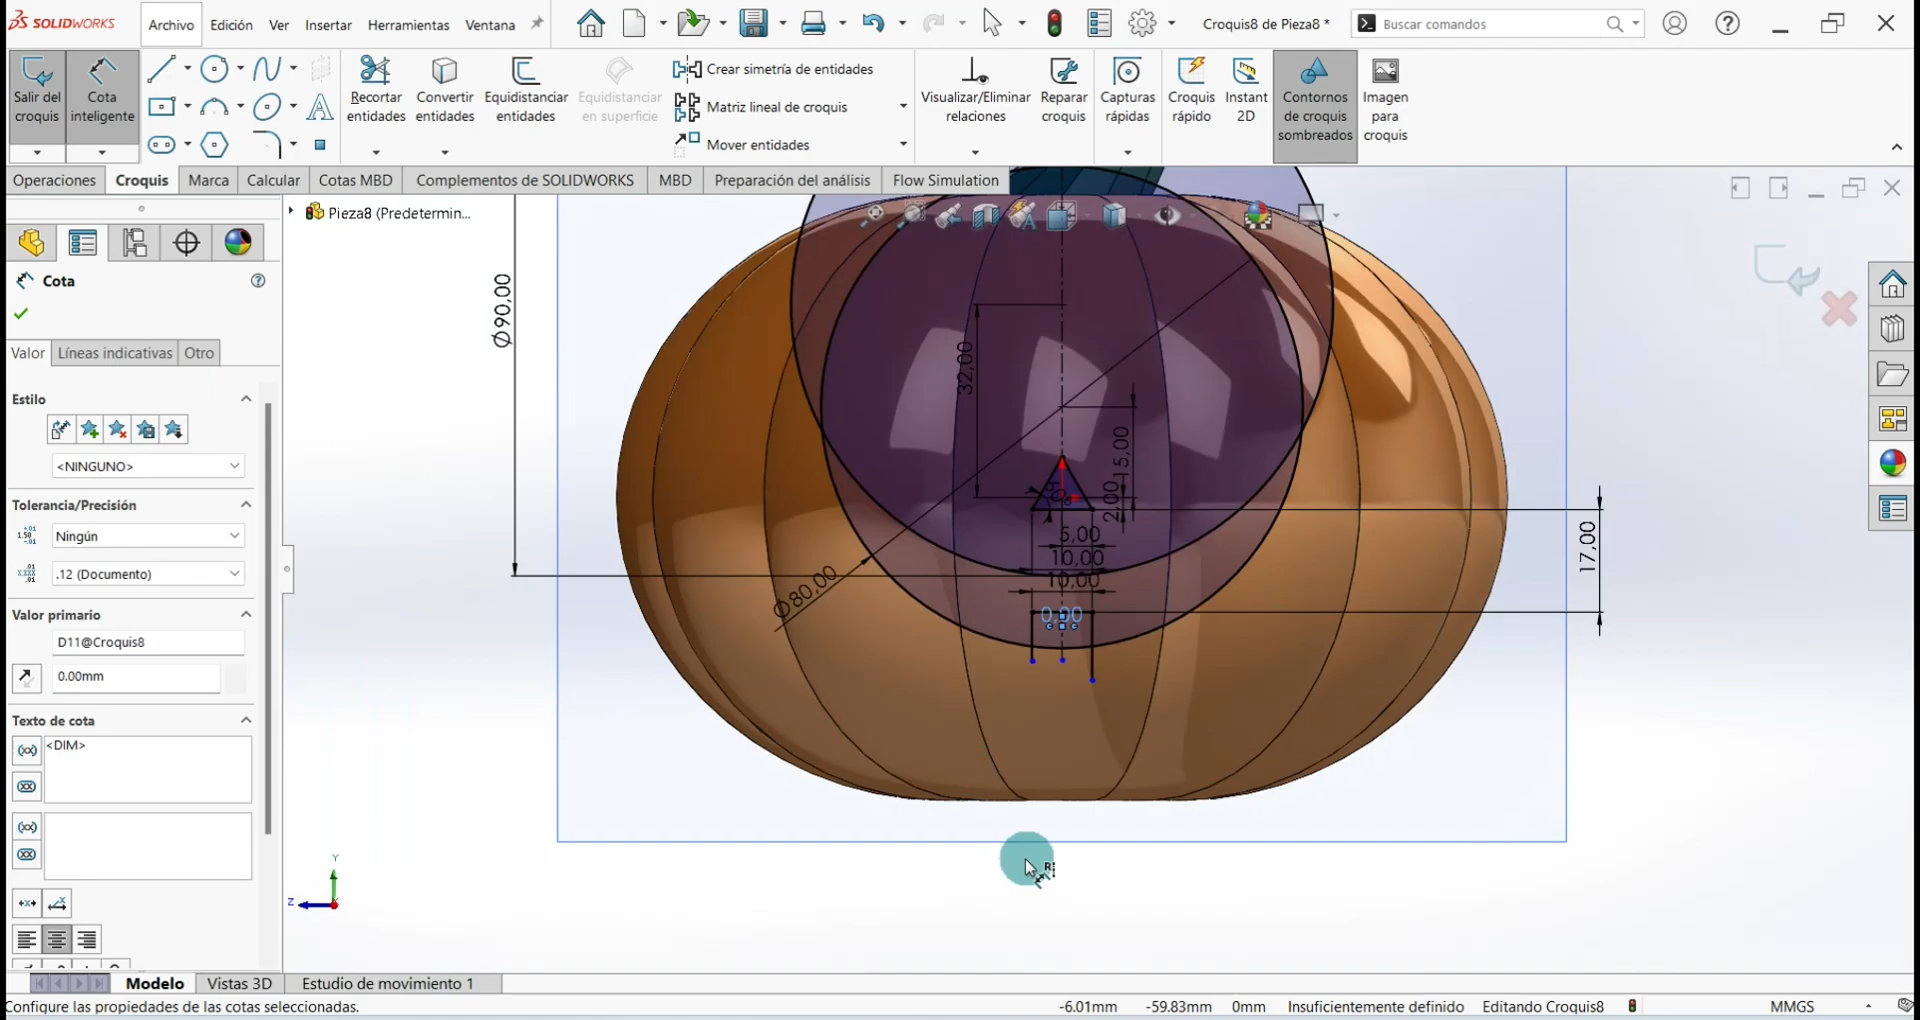 SOLIDWORKS Archivo Edición Ver Insertar Herramientas Movimientas Ventana Croquis8 de Pieza8 * Buscar comandos
Salir del croquis
Cota inteligente
Recortar entidades
Convertir entidades
Equidistanciar entidades
Equidistanciar en superficie
Crear simetría de entidades
Matriz lineal de croquis
Mover entidades
Visualizar/Eliminar relaciones
Reparar croquis
Capturas rápidas
Croquis rápido
Instant 2D
Contornos de croquis sombreados
Imagen para croquis
Operaciones Croquis Marca Calcular Cotas MBD Complementos de SOLIDWORKS MBD Preparación del análisis Flow Simulation
Pieza8 (Predetermin...
Cota
Valor Líneas indicativas Otro
Estilo
<NINGUNO>
Tolerancia/Precisión
Ningún
.12 (Documento)
Valor primario
D11@Croquis8
0.00mm
Texto de cota
<DIM>
Ø90,00
32,00
15,00
2,00
5,00
10,00
10,00
Ø80,00
0,00
17,00
Y
Z
Modelo Vistas 3D Estudio de movimiento 1
Configure las propiedades de las cotas seleccionadas. -6.01mm -59.83mm 0mm Insuficientemente definido Editando Croquis8 MMGS